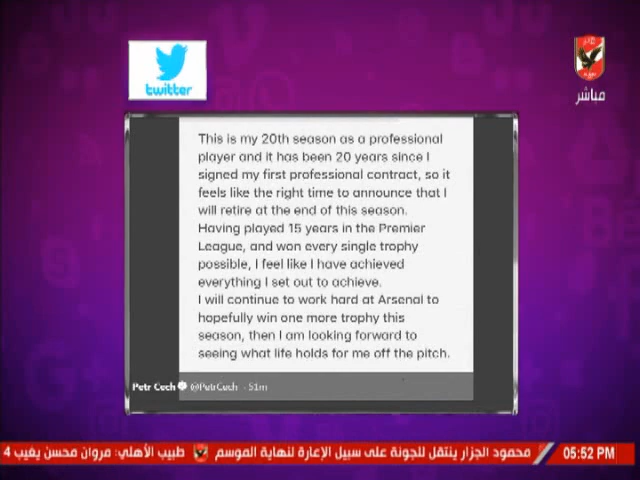 twitter
مباشر
This is my 20th season as a professional
player and it has been 20 years since I
signed my first professional contract, so it
feels like the right time to announce that I
will retire at the end of this season.
Having played 15 years in the Premier
League, and won every single trophy
possible, I feel like I have achieved
everything I set out to achieve.
I will continue to work hard at Arsenal to
hopefully win one more trophy this
season, then I am looking forward to
seeing what life holds for me off the pitch.
Petr Cech @PetrCech · 51m
محمود الجزار ينتقل للجونة على سبيل الإعارة لنهاية الموسم
طبيب الأهلي: مروان محسن يغيب 4
05:52 PM